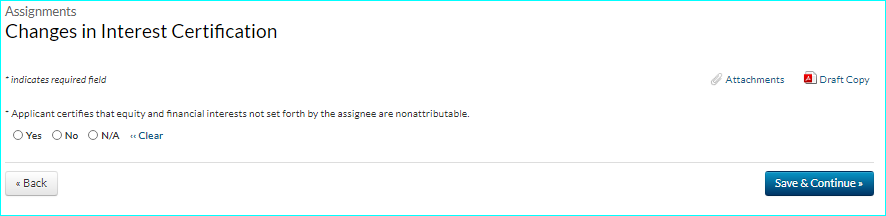 Assignments
Changes in Interest Certification
* indicates required field
Attachments Draft Copy
* Applicant certifies that equity and financial interests not set forth by the assignee are nonattributable.
Yes No N/A ‹‹ Clear
« Back Save & Continue »